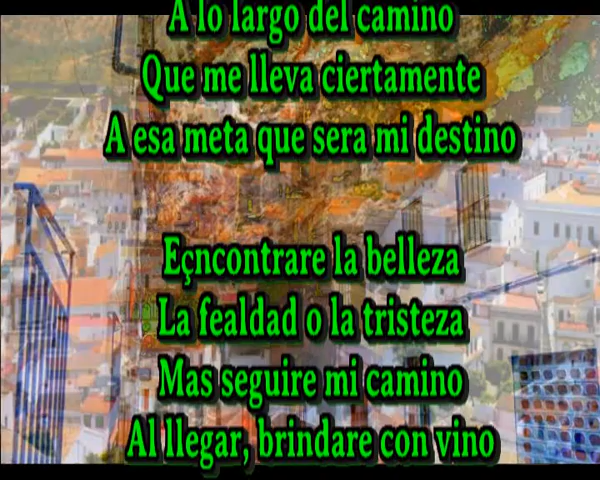 A lo largo del camino
Que me lleva ciertamente
A esa meta que sera mi destino
Eçncontrare la belleza
La fealdad o la tristeza
Mas seguire mi camino
Al llegar, brindare con vino